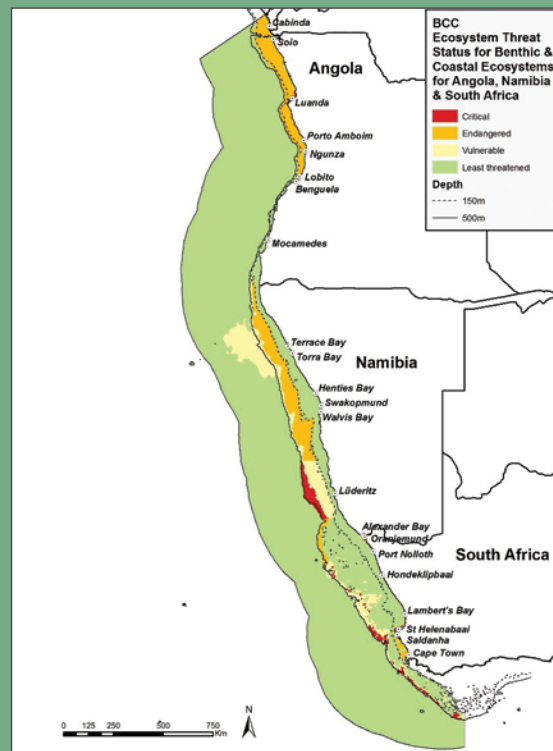 BCC
Ecosystem Threat
Status for Benthic &
Coastal Ecosystems
for Angola, Namibia
& South Africa
Critical
Endangered
Vulnerable
Least threatened
Depth
150m
500m
Cabinda
Soio
Angola
Luanda
Porto Amboim
Ngunza
Lobito
Benguela
Mocamedes
Terrace Bay
Torra Bay
Namibia
Henties Bay
Swakopmund
Walvis Bay
Lüderitz
Alexander Bay
Oranjemund
Port Nolloth
South Africa
Hondeklipbaai
Lambert's Bay
St Helenabaai
Saldanha
Cape Town
0 125 250 500 750
Km
N